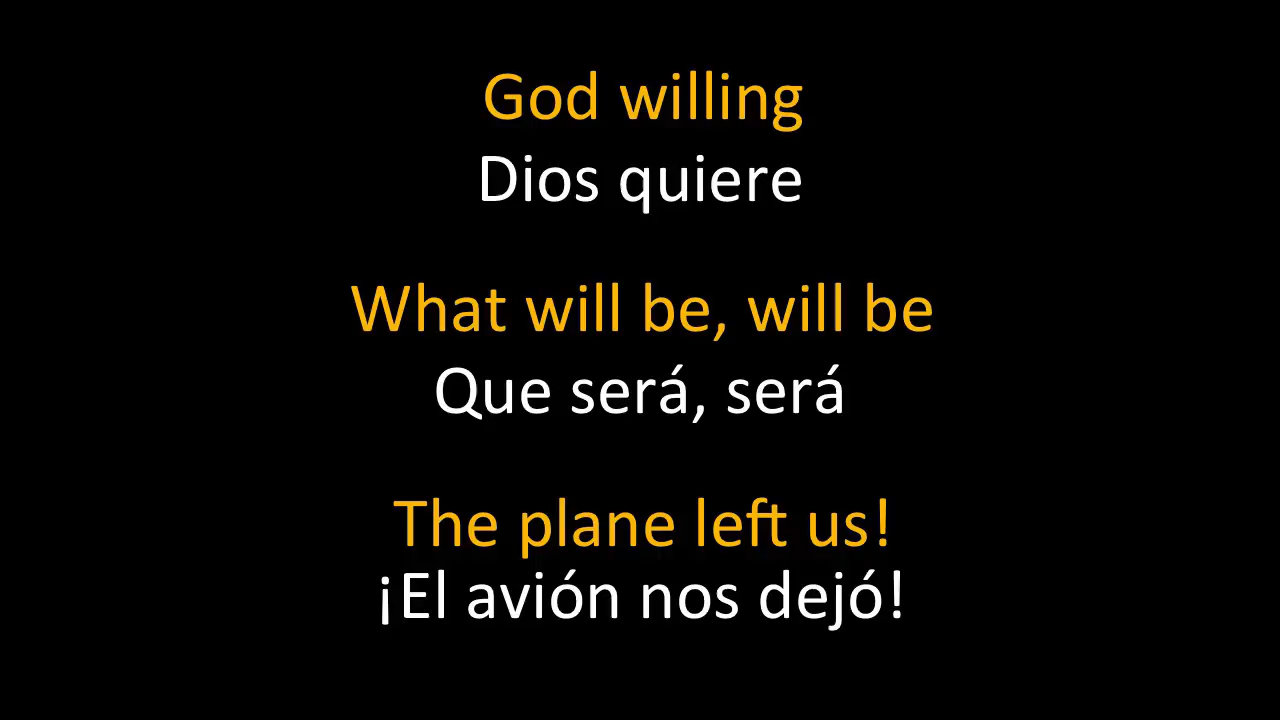 God willing
Dios quiere
What will be, will be
Que será, será
The plane left us!
¡El avión nos dejó!